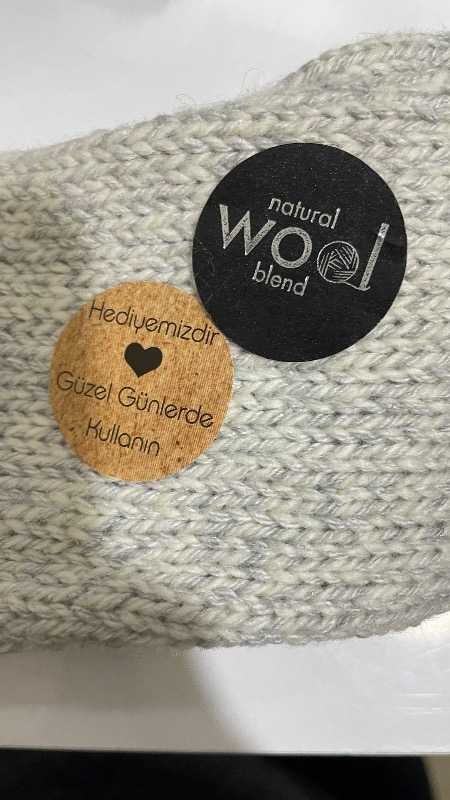 natural
wool
blend
Hediyemizdir
Güzel Günlerde
Kullanın